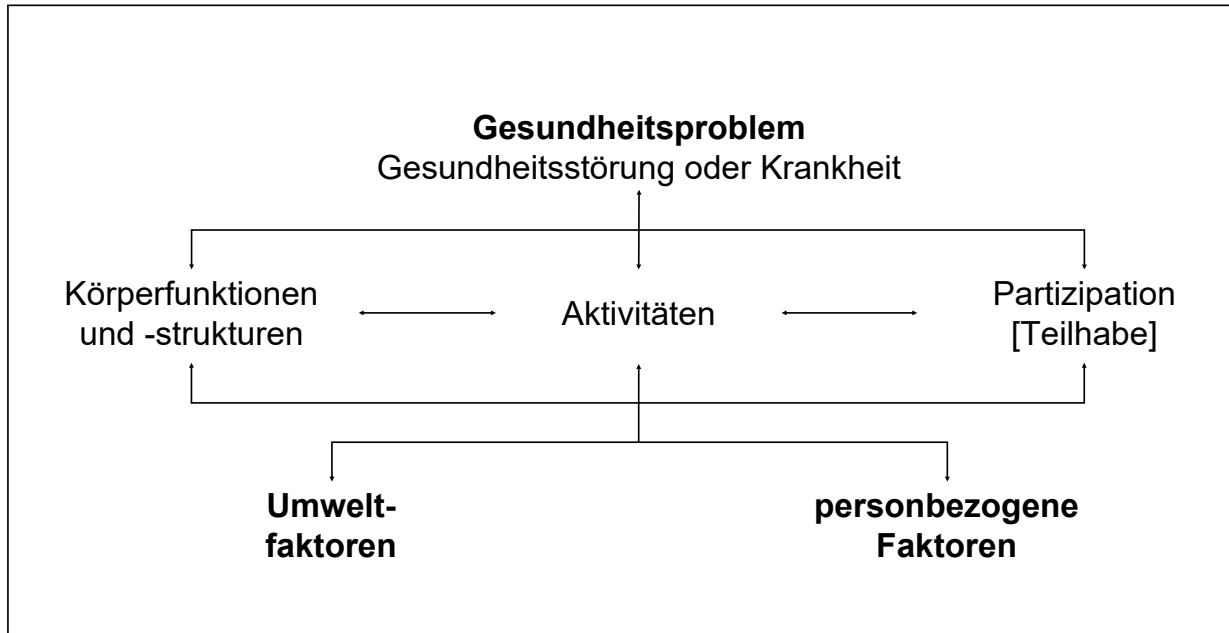 Gesundheitsproblem
Gesundheitsstörung oder Krankheit
Körperfunktionen
und -strukturen
Aktivitäten
Partizipation
[Teilhabe]
Umwelt-
faktoren
personbezogene
Faktoren